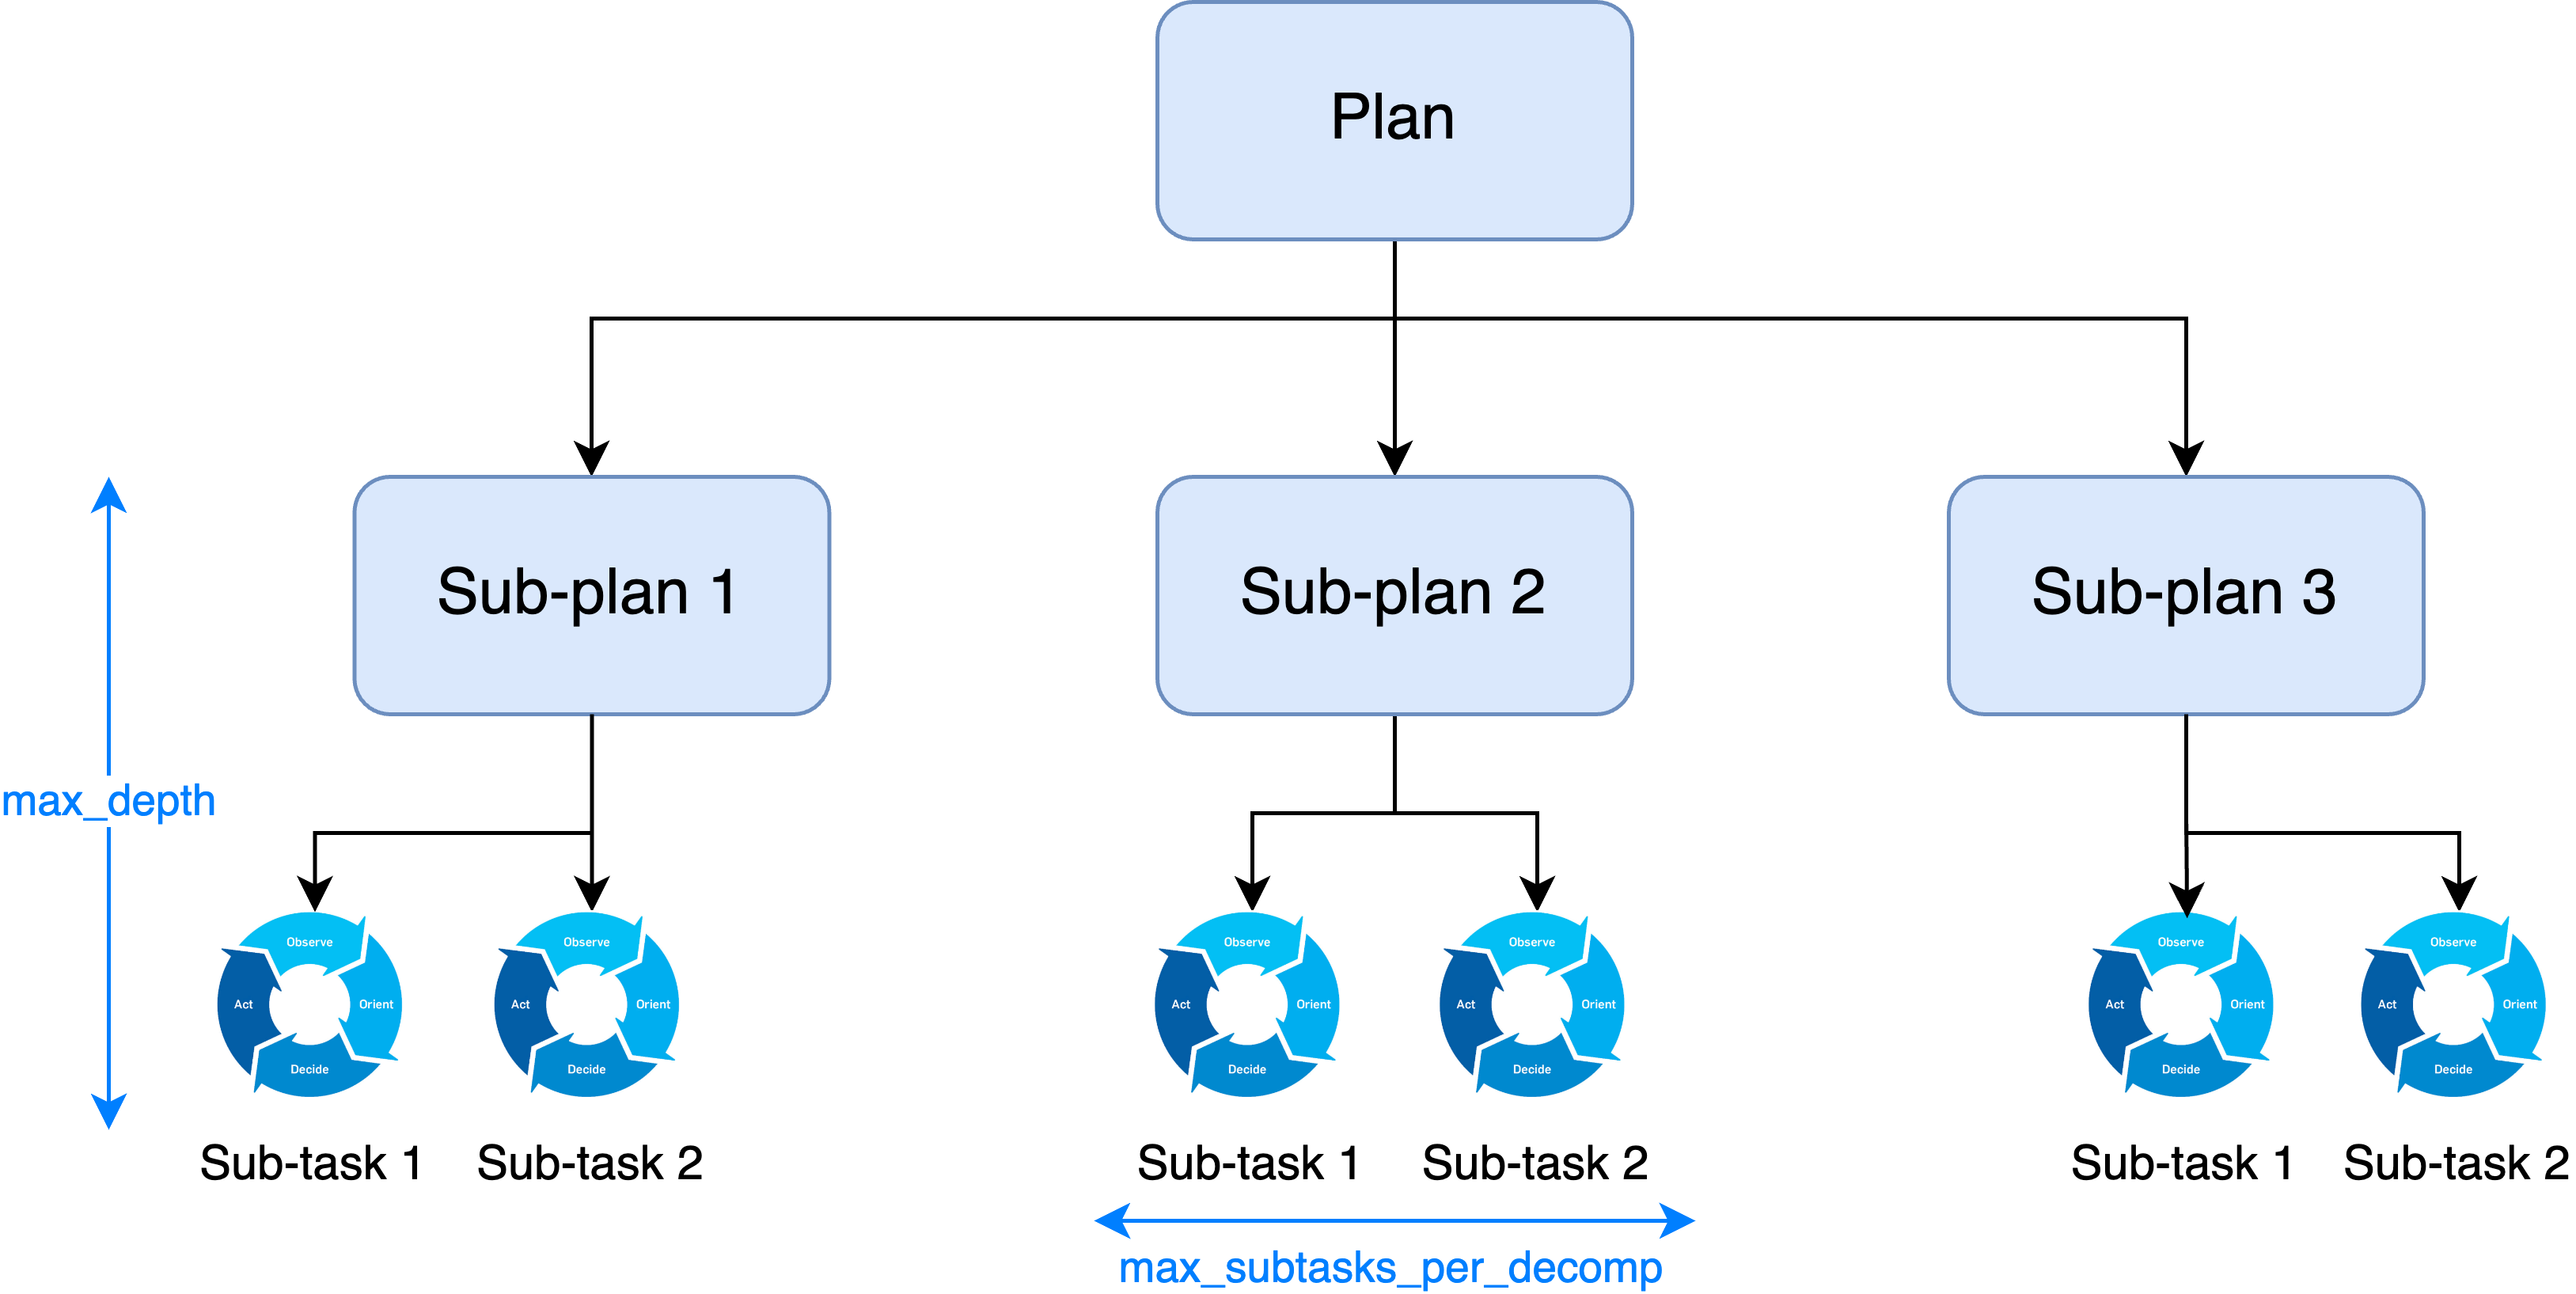 Plan
Sub-plan 1
Sub-plan 2
Sub-plan 3
max_depth
Observe
Orient
Decide
Act
Observe
Orient
Decide
Act
Observe
Orient
Decide
Act
Observe
Orient
Decide
Act
Observe
Orient
Decide
Act
Observe
Orient
Decide
Act
Sub-task 1
Sub-task 2
Sub-task 1
Sub-task 2
Sub-task 1
Sub-task 2
max_subtasks_per_decomp